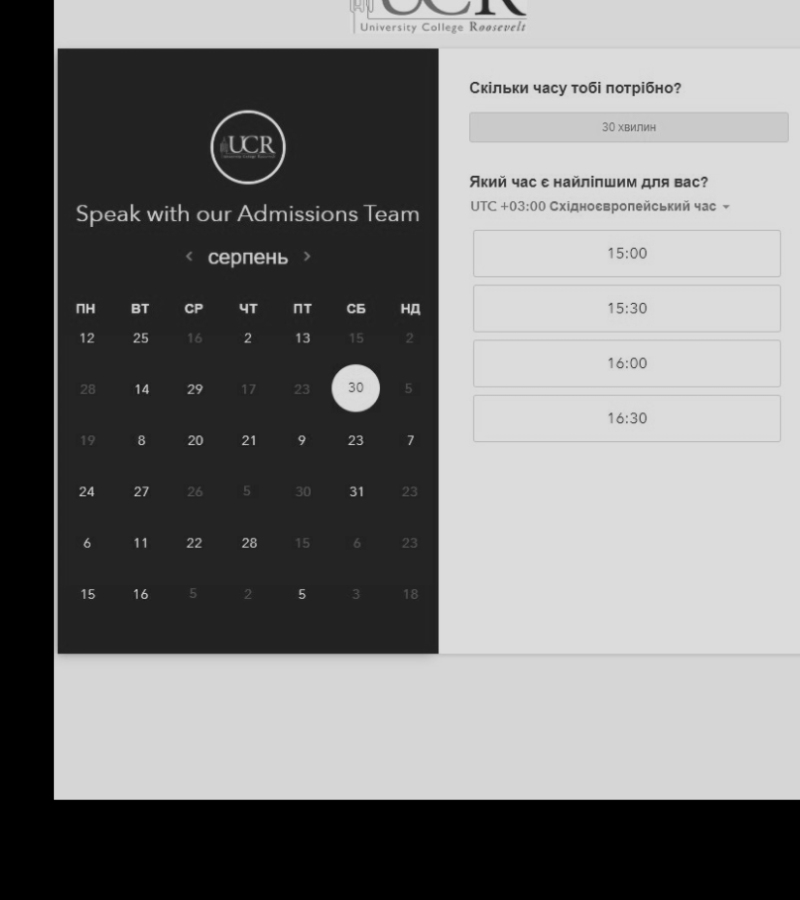 UCR
University College Roosevelt
UCR
Speak with our Admissions Team
серпень
ПН ВТ СР ЧТ ПТ СБ НД
12 25 16 2 13 15 2
28 14 29 17 23 30 5
19 8 20 21 9 23 7
24 27 26 5 30 31 23
6 11 22 28 15 6 23
15 16 5 2 5 3 18
Скільки часу тобі потрібно?
30 хвилин
Який час є найліпшим для вас?
UTC +03:00 Східноєвропейський час
15:00
15:30
16:00
16:30